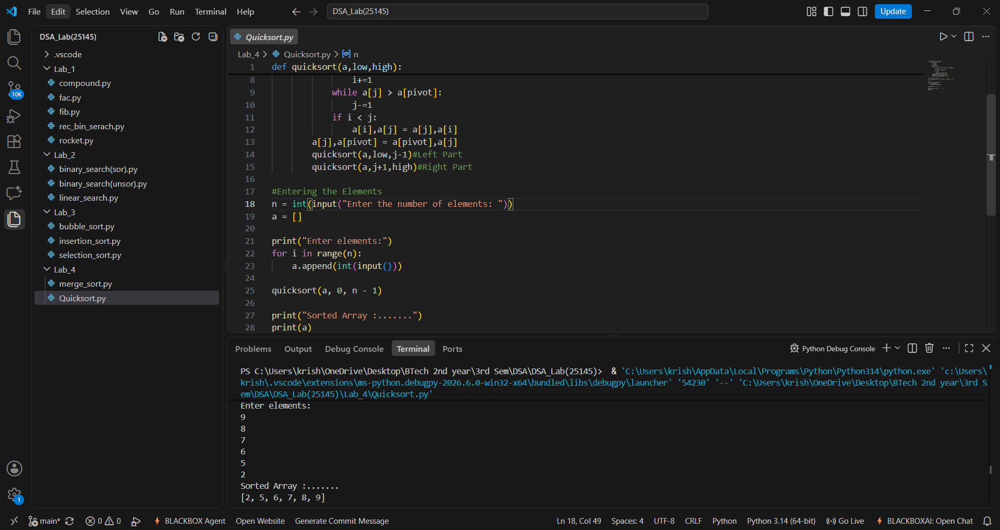 File Edit Selection View Go Run Terminal Help
DSA_Lab(25145)
Update
DSA_Lab(25145)
.vscode
Lab_1
compound.py
fac.py
fib.py
rec_bin_serach.py
rocket.py
Lab_2
binary_search(sor).py
binary_search(unsor).py
linear_search.py
Lab_3
bubble_sort.py
insertion_sort.py
selection_sort.py
Lab_4
merge_sort.py
Quicksort.py
10K
1
Quicksort.py
Lab_4 > Quicksort.py > n
1 def quicksort(a,low,high):
8 i+=1
9 while a[j] > a[pivot]:
10 j-=1
11 if i < j:
12 a[i],a[j] = a[j],a[i]
13 a[j],a[pivot] = a[pivot],a[j]
14 quicksort(a,low,j-1)#Left Part
15 quicksort(a,j+1,high)#Right Part
16
17 #Entering the Elements
18 n = int(input("Enter the number of elements: "))
19 a = []
20
21 print("Enter elements:")
22 for i in range(n):
23 a.append(int(input()))
24
25 quicksort(a, 0, n - 1)
26
27 print("Sorted Array :.......")
28 print(a)
Problems Output Debug Console Terminal Ports
Python Debug Console
PS C:\Users\krish\OneDrive\Desktop\BTech 2nd year\3rd Sem\DSA\DSA_Lab(25145)> & 'C:\Users\krish\AppData\Local\Programs\Python\Python314\python.exe' 'c:\Users\
krish\.vscode\extensions\ms-python.debugpy-2026.6.0-win32-x64\bundled\libs\debugpy\launcher' '54230' '--' 'C:\Users\krish\OneDrive\Desktop\BTech 2nd year\3rd S
em\DSA\DSA_Lab(25145)\Lab_4\Quicksort.py'
Enter elements:
9
8
7
6
5
2
Sorted Array :.......
[2, 5, 6, 7, 8, 9]
main* 0 0 BLACKBOX Agent Open Website Generate Commit Message
Ln 18, Col 49 Spaces: 4 UTF-8 CRLF Python Python 3.14 (64-bit) Go Live BLACKBOXAI: Open Chat